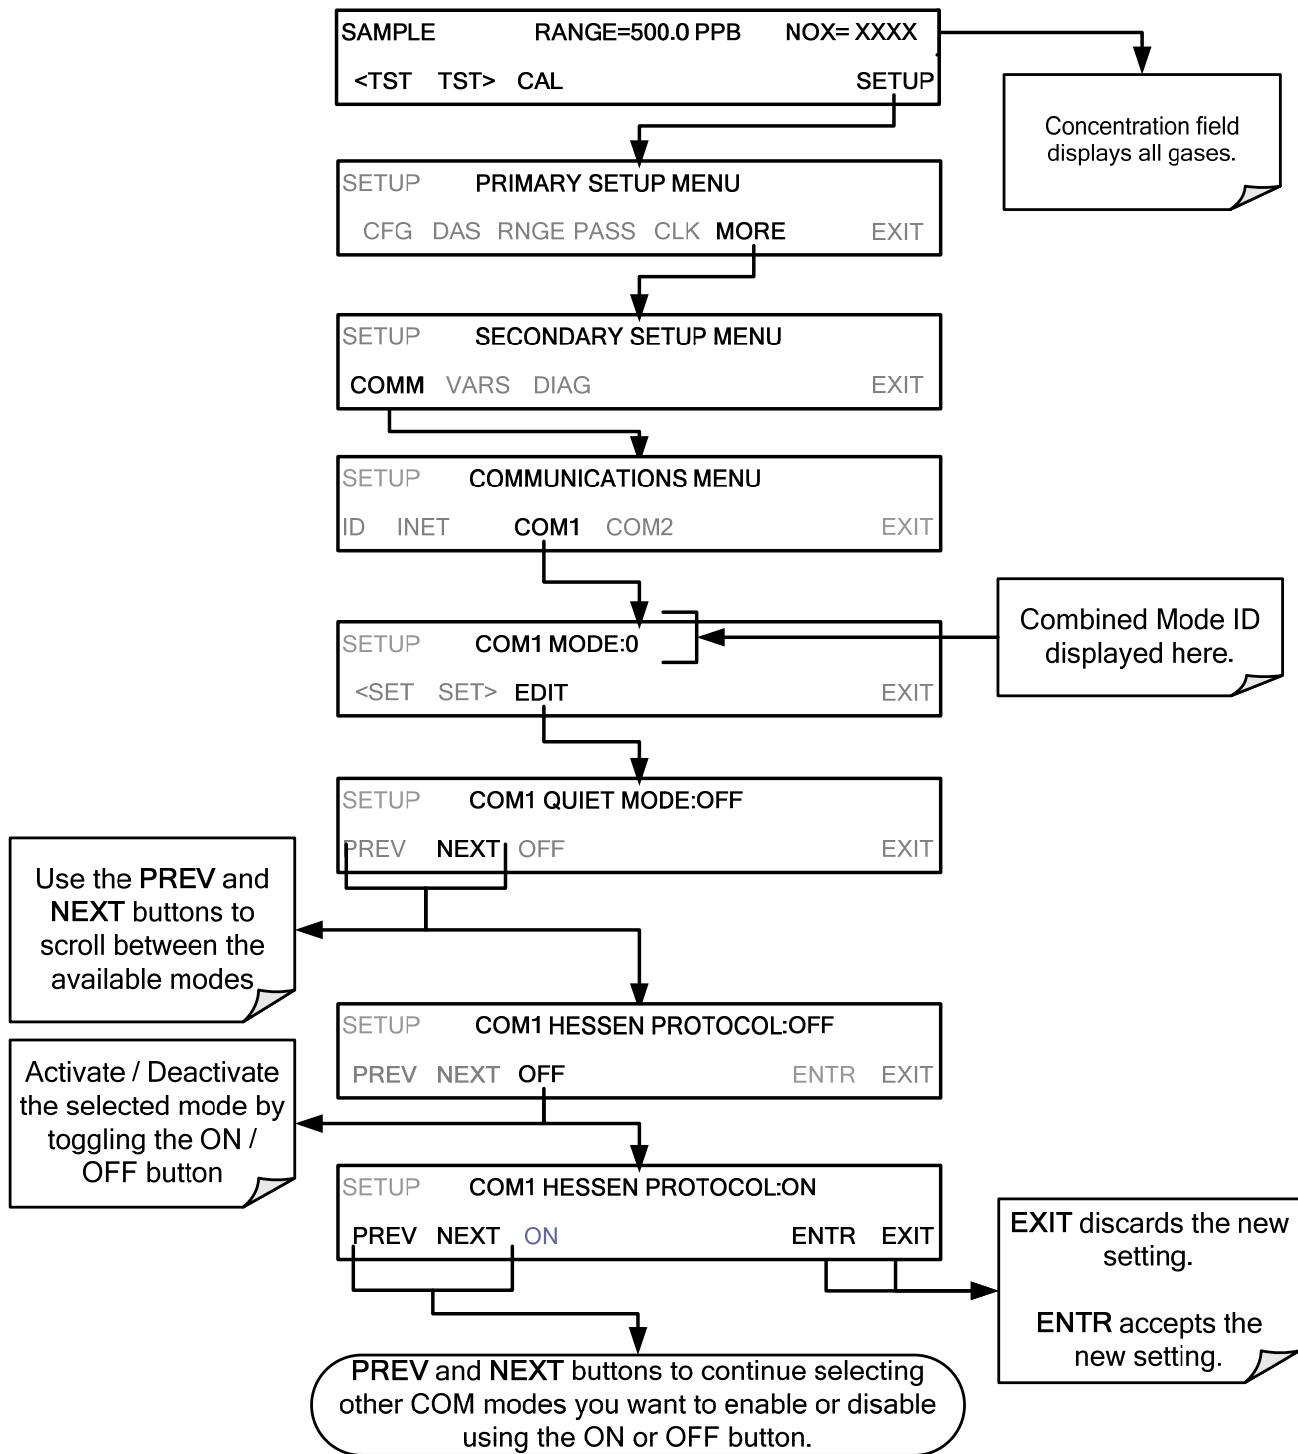 SAMPLE RANGE=500.0 PPB NOX= XXXX
<TST TST> CAL SETUP
Concentration field
displays all gases.
SETUP PRIMARY SETUP MENU
CFG DAS RNGE PASS CLK MORE EXIT
SETUP SECONDARY SETUP MENU
COMM VARS DIAG EXIT
SETUP COMMUNICATIONS MENU
ID INET COM1 COM2 EXIT
SETUP COM1 MODE:0
<SET SET> EDIT EXIT
Combined Mode ID
displayed here.
SETUP COM1 QUIET MODE:OFF
PREV NEXT OFF EXIT
Use the PREV and
NEXT buttons to
scroll between the
available modes
SETUP COM1 HESSEN PROTOCOL:OFF
PREV NEXT OFF ENTR EXIT
Activate / Deactivate
the selected mode by
toggling the ON /
OFF button
SETUP COM1 HESSEN PROTOCOL:ON
PREV NEXT ON ENTR EXIT
EXIT discards the new
setting.
ENTR accepts the
new setting.
PREV and NEXT buttons to continue selecting
other COM modes you want to enable or disable
using the ON or OFF button.